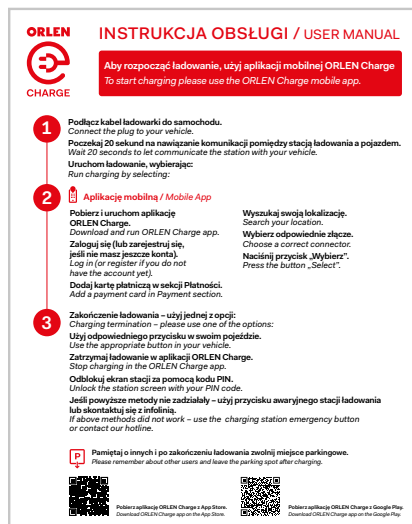 ORLEN
CHARGE
INSTRUKCJA OBSŁUGI / USER MANUAL
Aby rozpocząć ładowanie, użyj aplikacji mobilnej ORLEN Charge
To start charging please use the ORLEN Charge mobile app.
1
Podłącz kabel ładowarki do samochodu.
Connect the plug to your vehicle.
Poczekaj 20 sekund na nawiązanie komunikacji pomiędzy stacją ładowania a pojazdem.
Wait 20 seconds to let communicate the station with your vehicle.
Uruchom ładowanie, wybierając:
Run charging by selecting:
2
Aplikację mobilną / Mobile App
Pobierz i uruchom aplikację
ORLEN Charge.
Download and run ORLEN Charge app.
Zaloguj się (lub zarejestruj się,
jeśli nie masz jeszcze konta).
Log in (or register if you do not
have the account yet).
Dodaj kartę płatniczą w sekcji Płatności.
Add a payment card in Payment section.
Wyszukaj swoją lokalizację.
Search your location.
Wybierz odpowiednie złącze.
Choose a correct connector.
Naciśnij przycisk „Wybierz”.
Press the button „Select”.
3
Zakończenie ładowania – użyj jednej z opcji:
Charging termination – please use one of the options:
Użyj odpowiedniego przycisku w swoim pojeździe.
Use the appropriate button in your vehicle.
Zatrzymaj ładowanie w aplikacji ORLEN Charge.
Stop charging in the ORLEN Charge app.
Odblokuj ekran stacji za pomocą kodu PIN.
Unlock the station screen with your PIN code.
Jeśli powyższe metody nie zadziałały – użyj przycisku awaryjnego stacji ładowania
lub skontaktuj się z infolinią.
If above methods did not work – use the charging station emergency button
or contact our hotline.
P
Pamiętaj o innych i po zakończeniu ładowania zwolnij miejsce parkingowe.
Please remember about other users and leave the parking spot after charging.
Pobierz aplikację ORLEN Charge z App Store.
Download ORLEN Charge app on the App Store.
Pobierz aplikację ORLEN Charge z Google Play.
Download ORLEN Charge app on the Google Play.